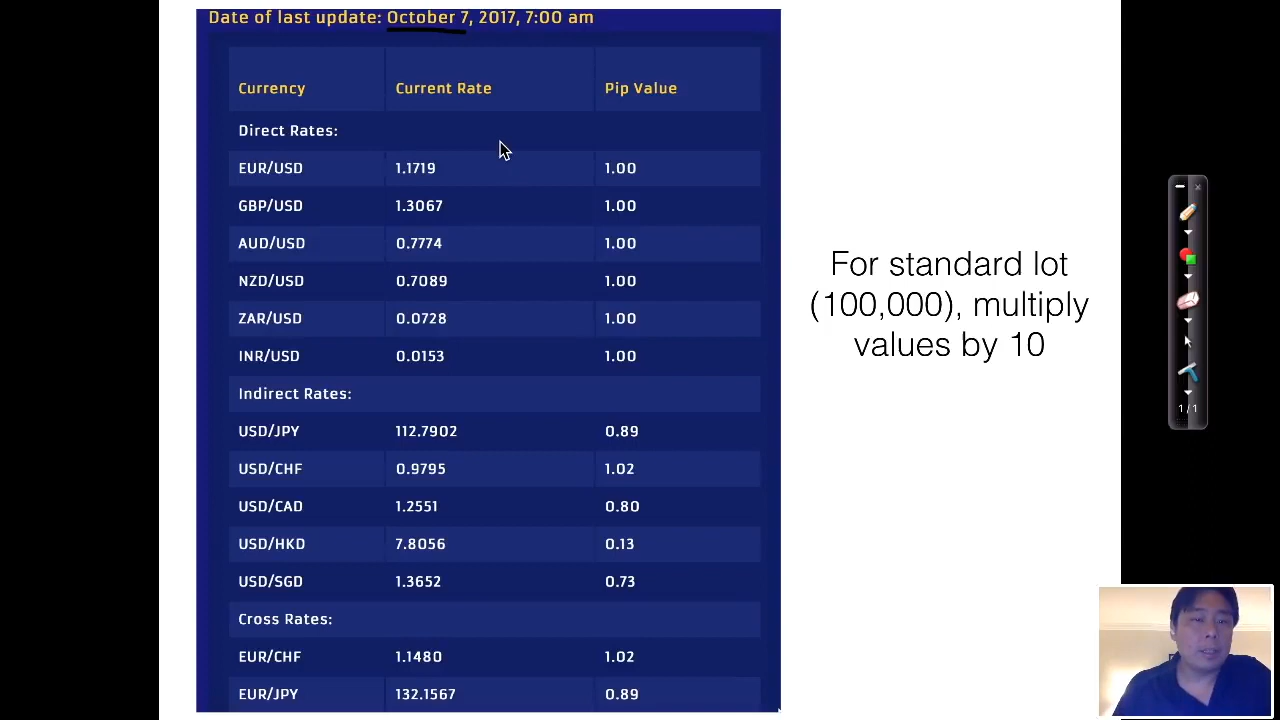 Date of last update: October 7, 2017, 7:00 am
Currency Current Rate Pip Value
Direct Rates:
EUR/USD 1.1719 1.00
GBP/USD 1.3067 1.00
AUD/USD 0.7774 1.00
NZD/USD 0.7089 1.00
ZAR/USD 0.0728 1.00
INR/USD 0.0153 1.00
Indirect Rates:
USD/JPY 112.7902 0.89
USD/CHF 0.9795 1.02
USD/CAD 1.2551 0.80
USD/HKD 7.8056 0.13
USD/SGD 1.3652 0.73
Cross Rates:
EUR/CHF 1.1480 1.02
EUR/JPY 132.1567 0.89
For standard lot
(100,000), multiply
values by 10
1/1